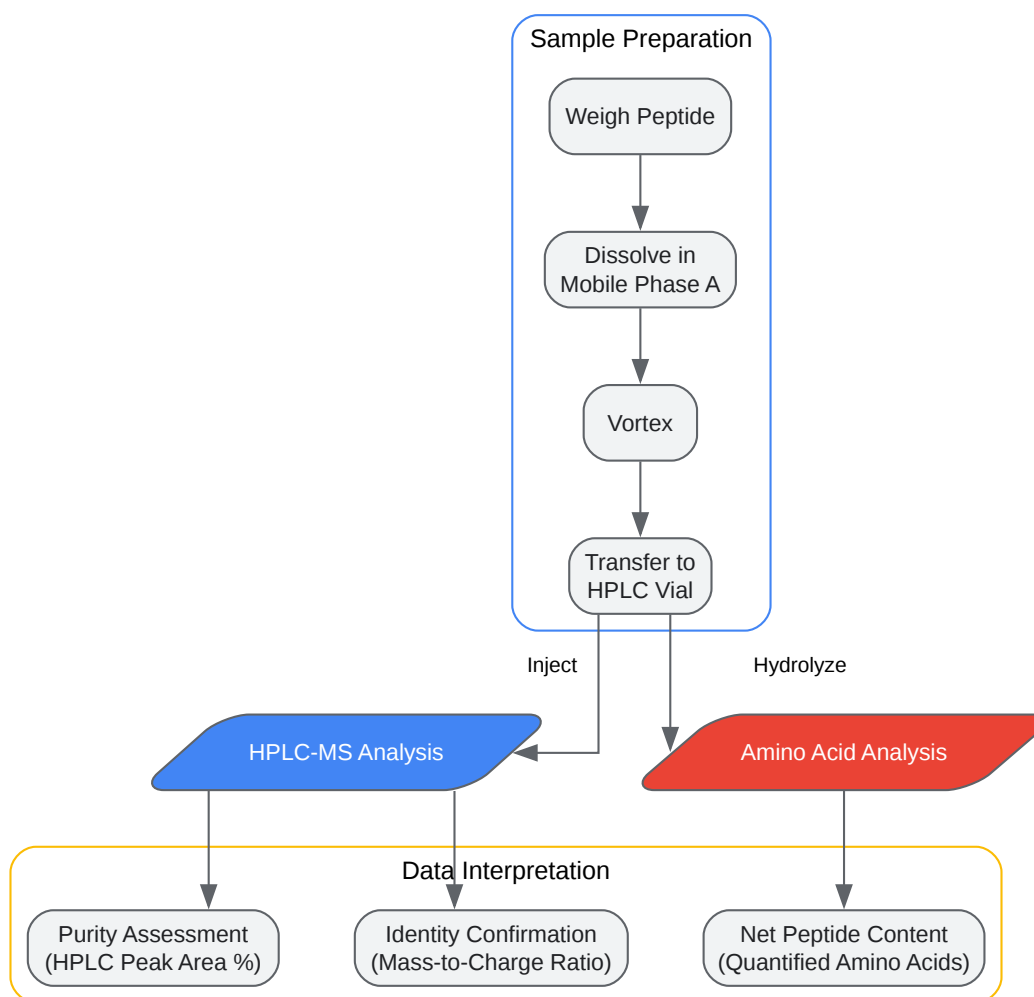 Sample Preparation
Weigh Peptide
Dissolve in
Mobile Phase A
Vortex
Transfer to
HPLC Vial
Inject
Hydrolyze
HPLC-MS Analysis
Amino Acid Analysis
Data Interpretation
Purity Assessment
(HPLC Peak Area %)
Identity Confirmation
(Mass-to-Charge Ratio)
Net Peptide Content
(Quantified Amino Acids)